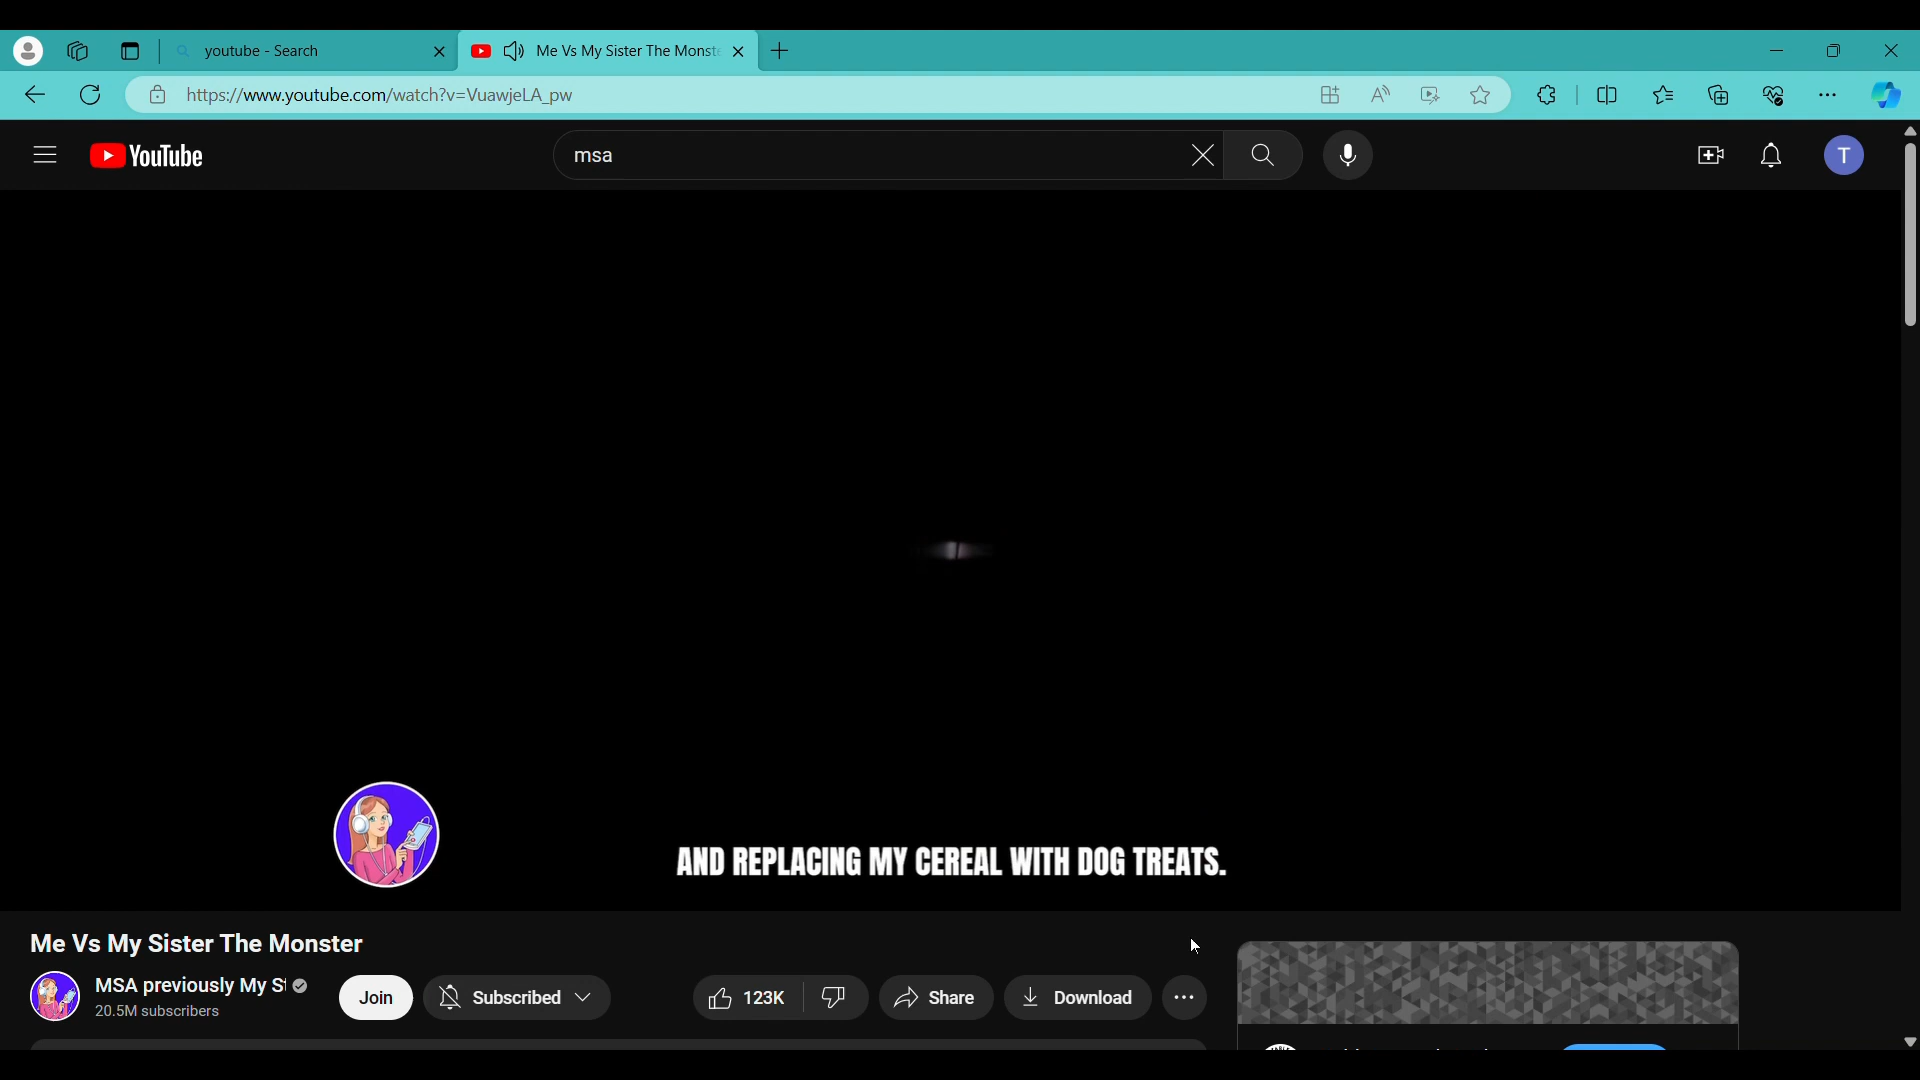 youtube - Search
Me Vs My Sister The Monste
https://www.youtube.com/watch?v=VuawjeLA_pw
YouTube
msa
T
AND REPLACING MY CEREAL WITH DOG TREATS.
Me Vs My Sister The Monster
MSA previously My St
20.5M subscribers
Join
Subscribed
123K
Share
Download